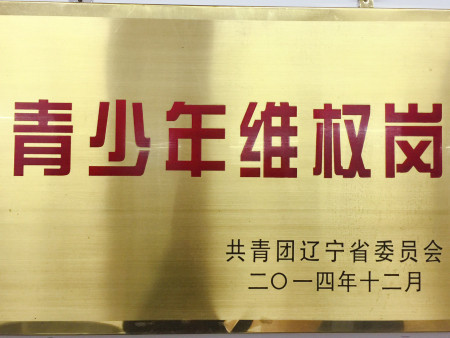 青少年维权岗
共青团辽宁省委员会
二〇一四年十二月